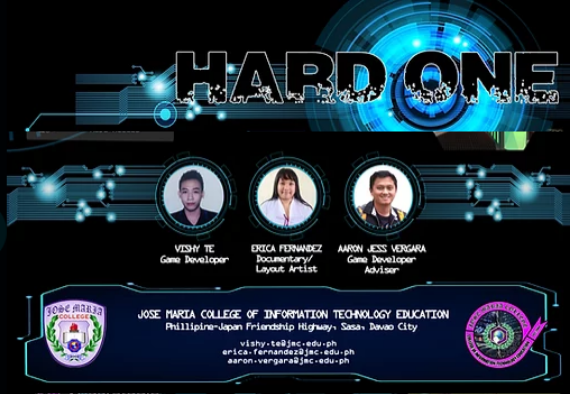 HARD ONE
VISHY TE
Game Developer
ERICA FERNANDEZ
Documentary/
Layout Artist
AARON JESS VERGARA
Game Developer
Adviser
JOSE MARIA
COLLEGE
JOSE MARIA COLLEGE OF INFORMATION TECHNOLOGY EDUCATION
Phillipine-Japan Friendship Highway, Sasa, Davao City
vishy.te@jmc.edu.ph
erica.fernandez@jmc.edu.ph
aaron.vergara@jmc.edu.ph